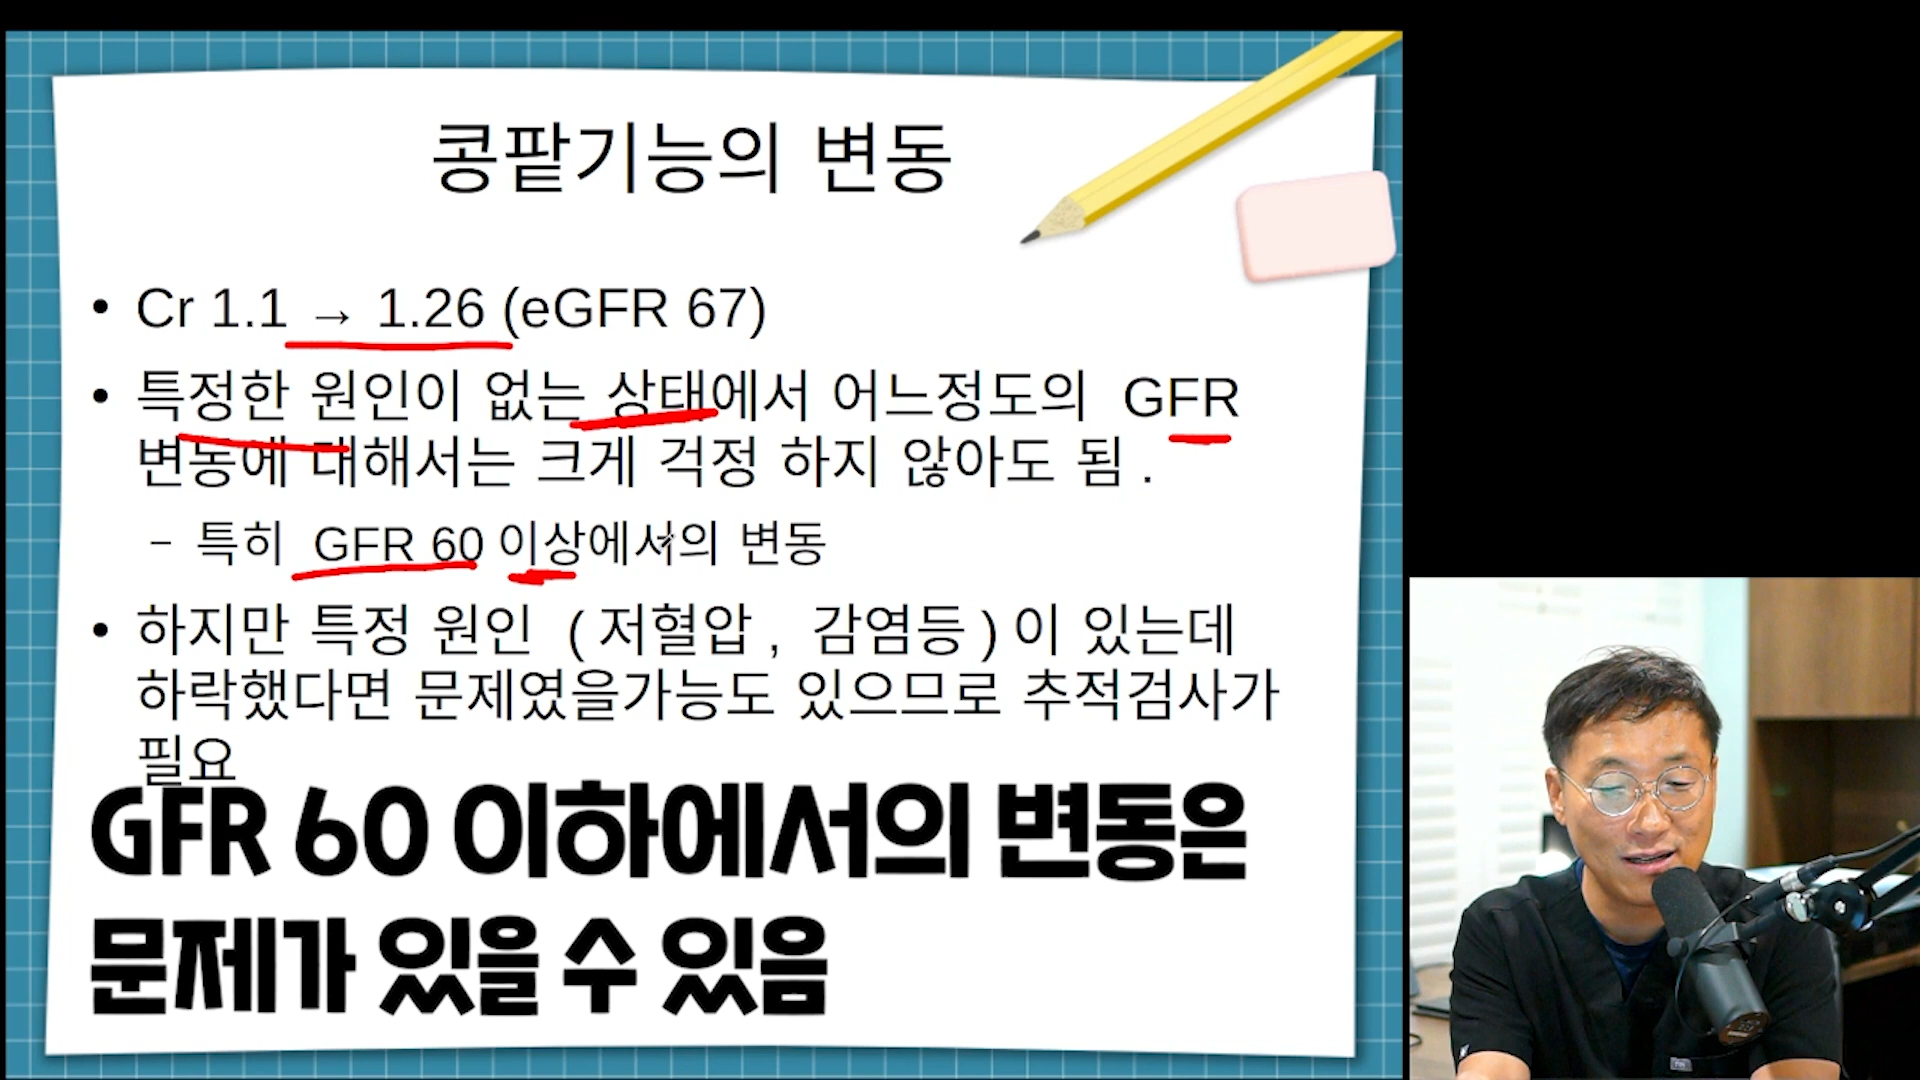 콩팥기능의 변동
• Cr 1.1 → 1.26 (eGFR 67)
• 특정한 원인이 없는 상태에서 어느정도의 GFR
변동에 대해서는 크게 걱정 하지 않아도 됨 .
– 특히 GFR 60 이상에서의 변동
• 하지만 특정 원인 ( 저혈압 , 감염등 ) 이 있는데
하락했다면 문제였을가능도 있으므로 추적검사가
필요
GFR 60 이하에서의 변동은
문제가 있을 수 있음